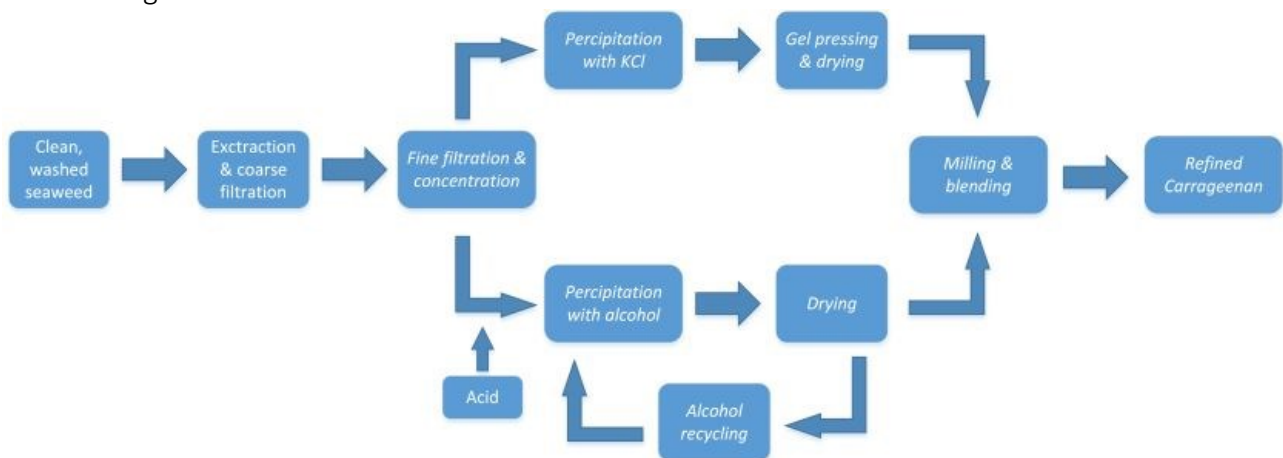 Clean,
washed
seaweed
Exctraction
& coarse
filtration
Fine filtration &
concentration
Percipitation
with KCl
Gel pressing
& drying
Percipitation
with alcohol
Drying
Acid
Alcohol
recycling
Milling &
blending
Refined
Carrageenan